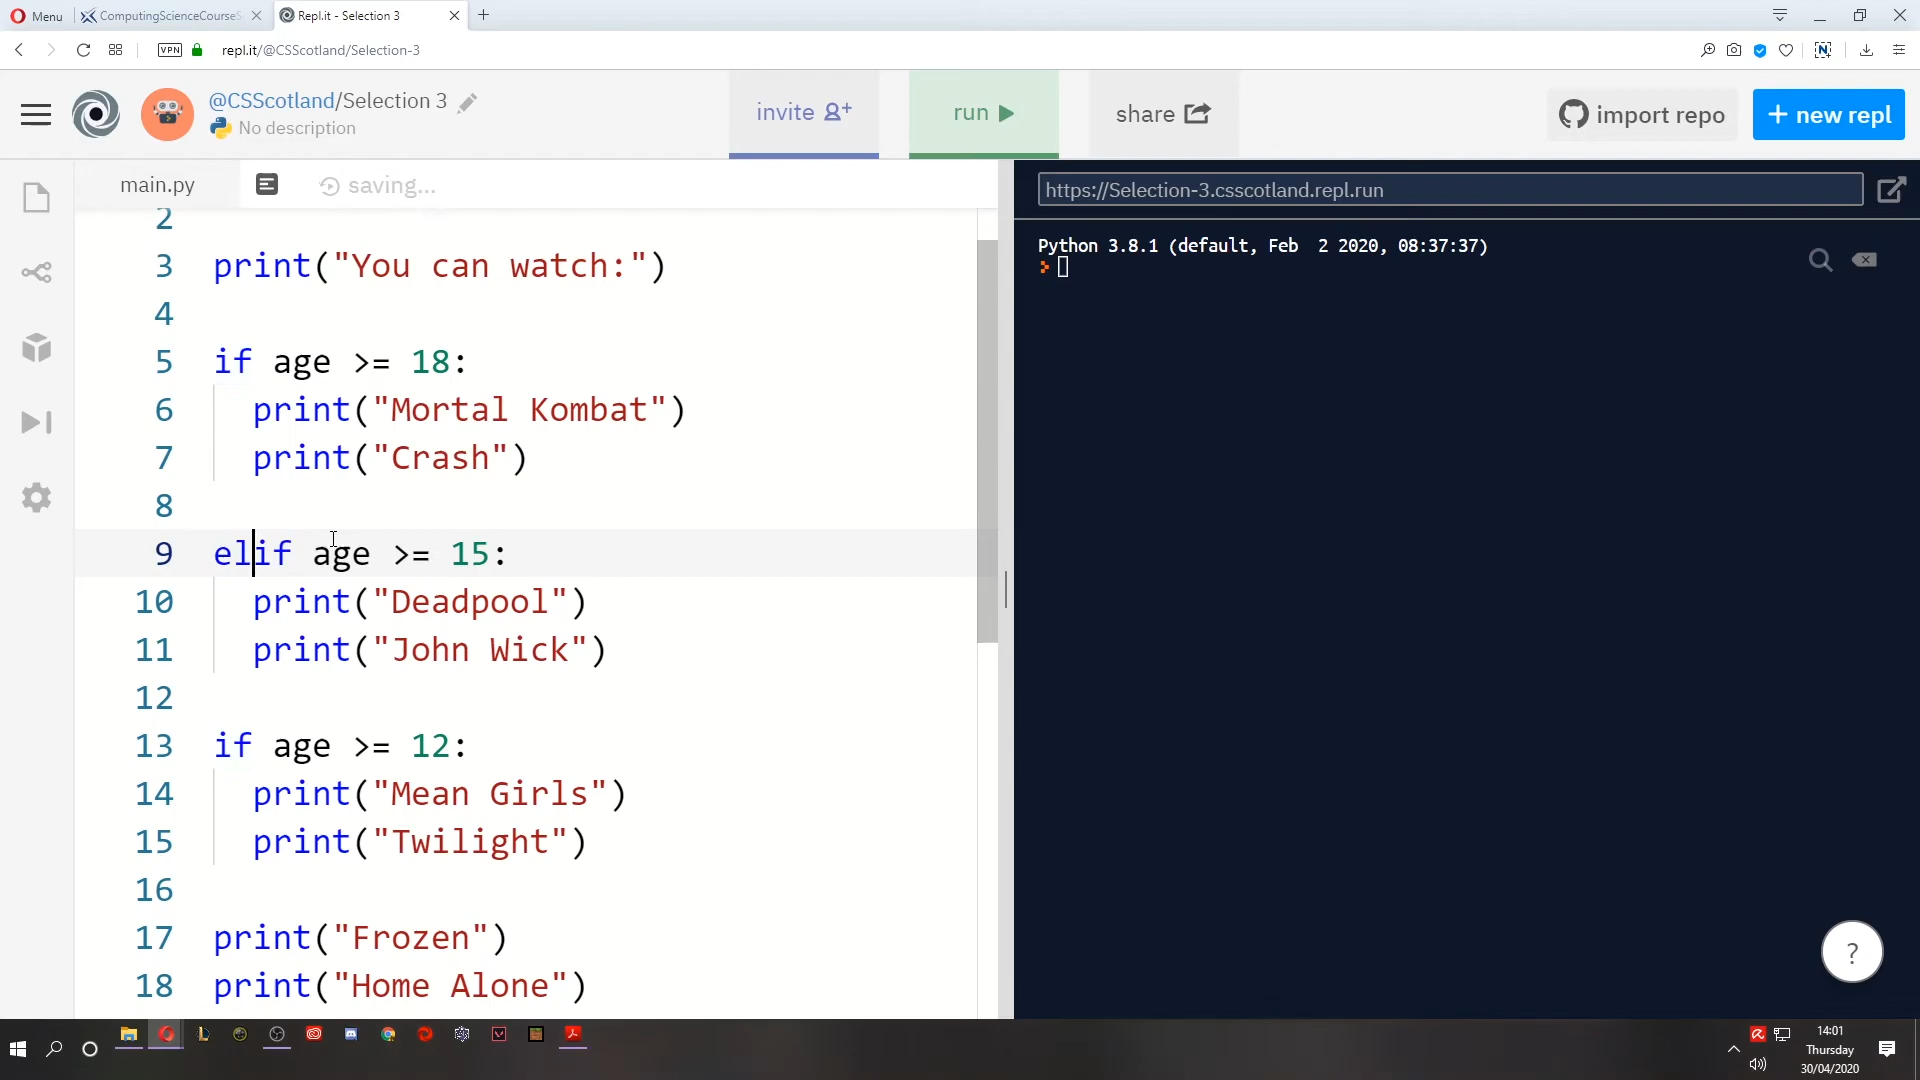 Menu
ComputingScienceCourseS
Repl.it - Selection 3
VPN
repl.it/@CSScotland/Selection-3
@CSScotland/Selection 3
No description
invite
run
share
import repo
+ new repl
main.py
saving...
https://Selection-3.csscotland.repl.run
Python 3.8.1 (default, Feb  2 2020, 08:37:37)
2
3 print("You can watch:")
4
5 if age >= 18:
6   print("Mortal Kombat")
7   print("Crash")
8
9 elif age >= 15:
10   print("Deadpool")
11   print("John Wick")
12
13 if age >= 12:
14   print("Mean Girls")
15   print("Twilight")
16
17 print("Frozen")
18 print("Home Alone")
?
14:01
Thursday
30/04/2020